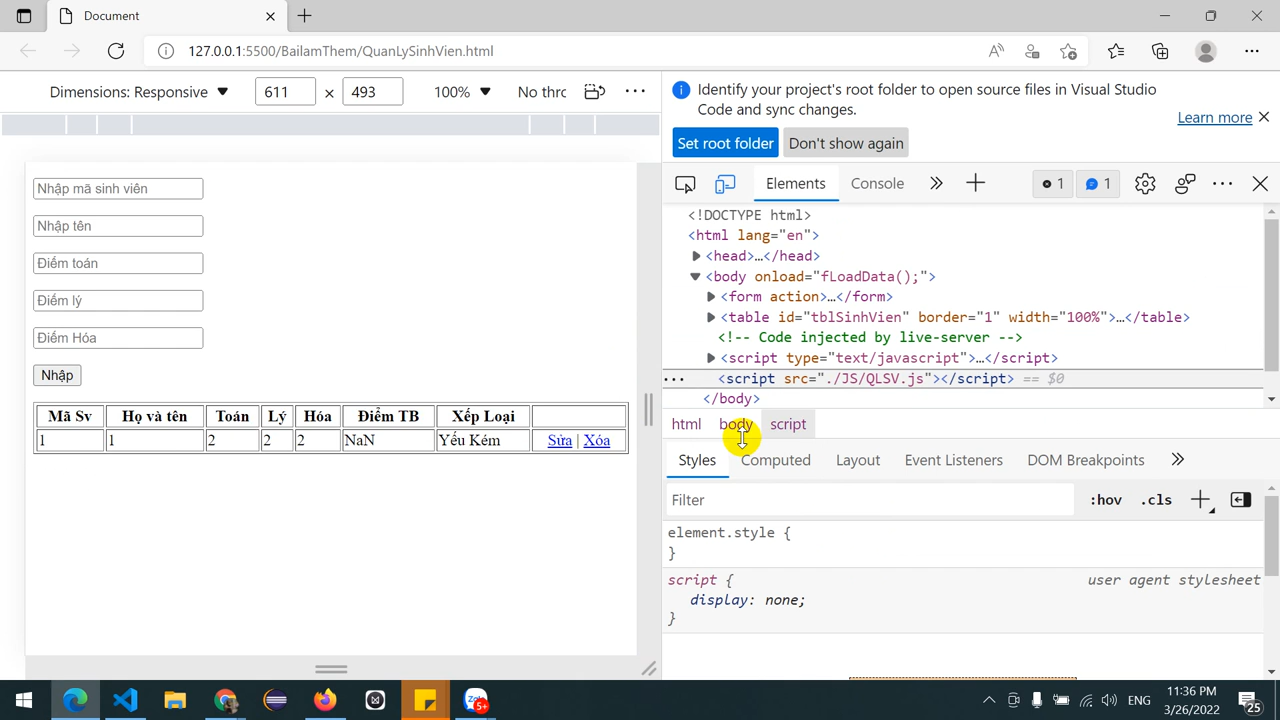 Document
127.0.0.1:5500/BailamThem/QuanLySinhVien.html
Dimensions: Responsive 611 × 493 100% No thrc
Nhập mã sinh viên
Nhập tên
Điểm toán
Điểm lý
Điểm Hóa
Nhập
Mã Sv Họ và tên Toán Lý Hóa Điểm TB Xếp Loại
1 1 2 2 2 NaN Yếu Kém Sửa | Xóa
Identify your project's root folder to open source files in Visual Studio
Code and sync changes.
Learn more
Set root folder Don't show again
Elements Console 1 1
<!DOCTYPE html>
<html lang="en">
<head>…</head>
<body onload="fLoadData();">
<form action>…</form>
<table id="tblSinhVien" border="1" width="100%">…</table>
<!-- Code injected by live-server -->
<script type="text/javascript">…</script>
<script src="./JS/QLSV.js"></script> == $0
</body>
html body script
Styles Computed Layout Event Listeners DOM Breakpoints
Filter :hov .cls
element.style {
}
script { user agent stylesheet
display: none;
}
ENG 11:36 PM
3/26/2022
25
5+